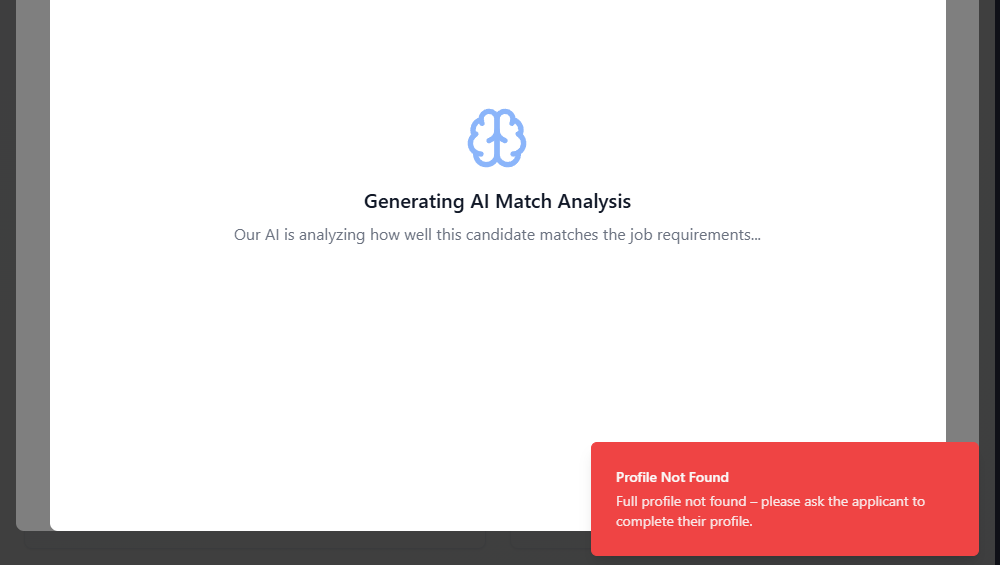 Generating AI Match Analysis
Our AI is analyzing how well this candidate matches the job requirements...
Profile Not Found
Full profile not found – please ask the applicant to
complete their profile.